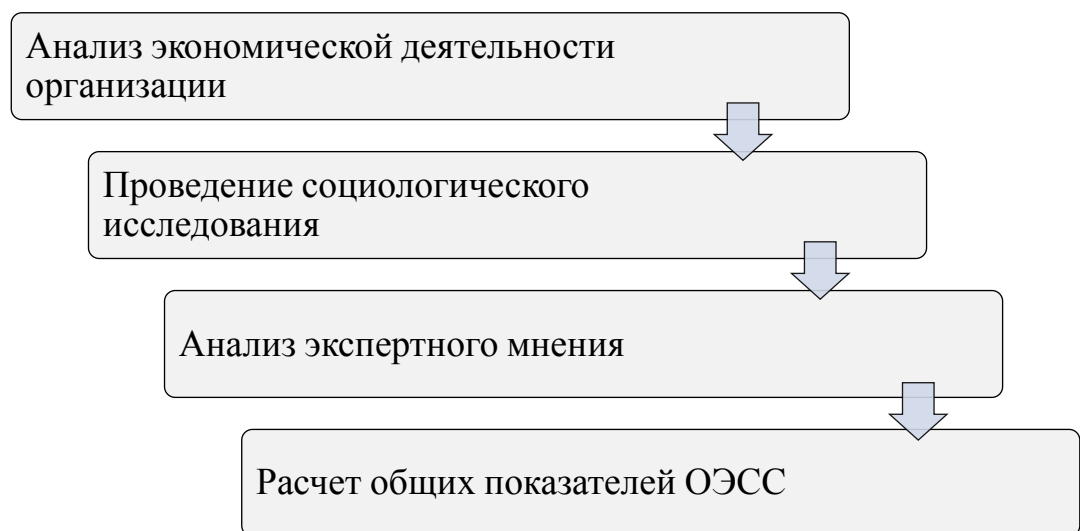 Анализ экономической деятельности
организации
Проведение социологического
исследования
Анализ экспертного мнения
Расчет общих показателей ОЭСС